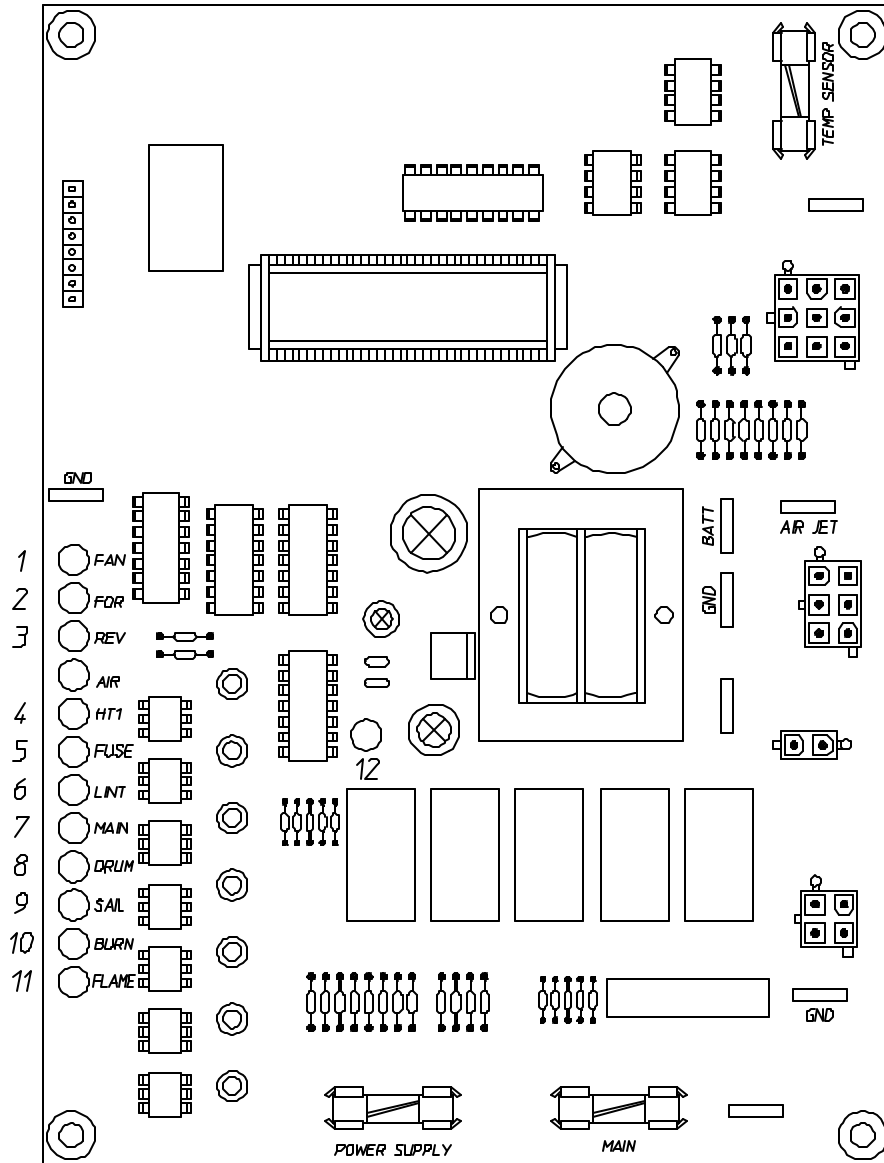 TEMP SENSOR
GND
BATT
AIR JET
1 FAN
2 FOR
GND
3 REV
AIR
4 HT1
5 FUSE
12
6 LINT
7 MAIN
8 DRUM
9 SAIL
10 BURN
11 FLAME
GND
POWER SUPPLY
MAIN